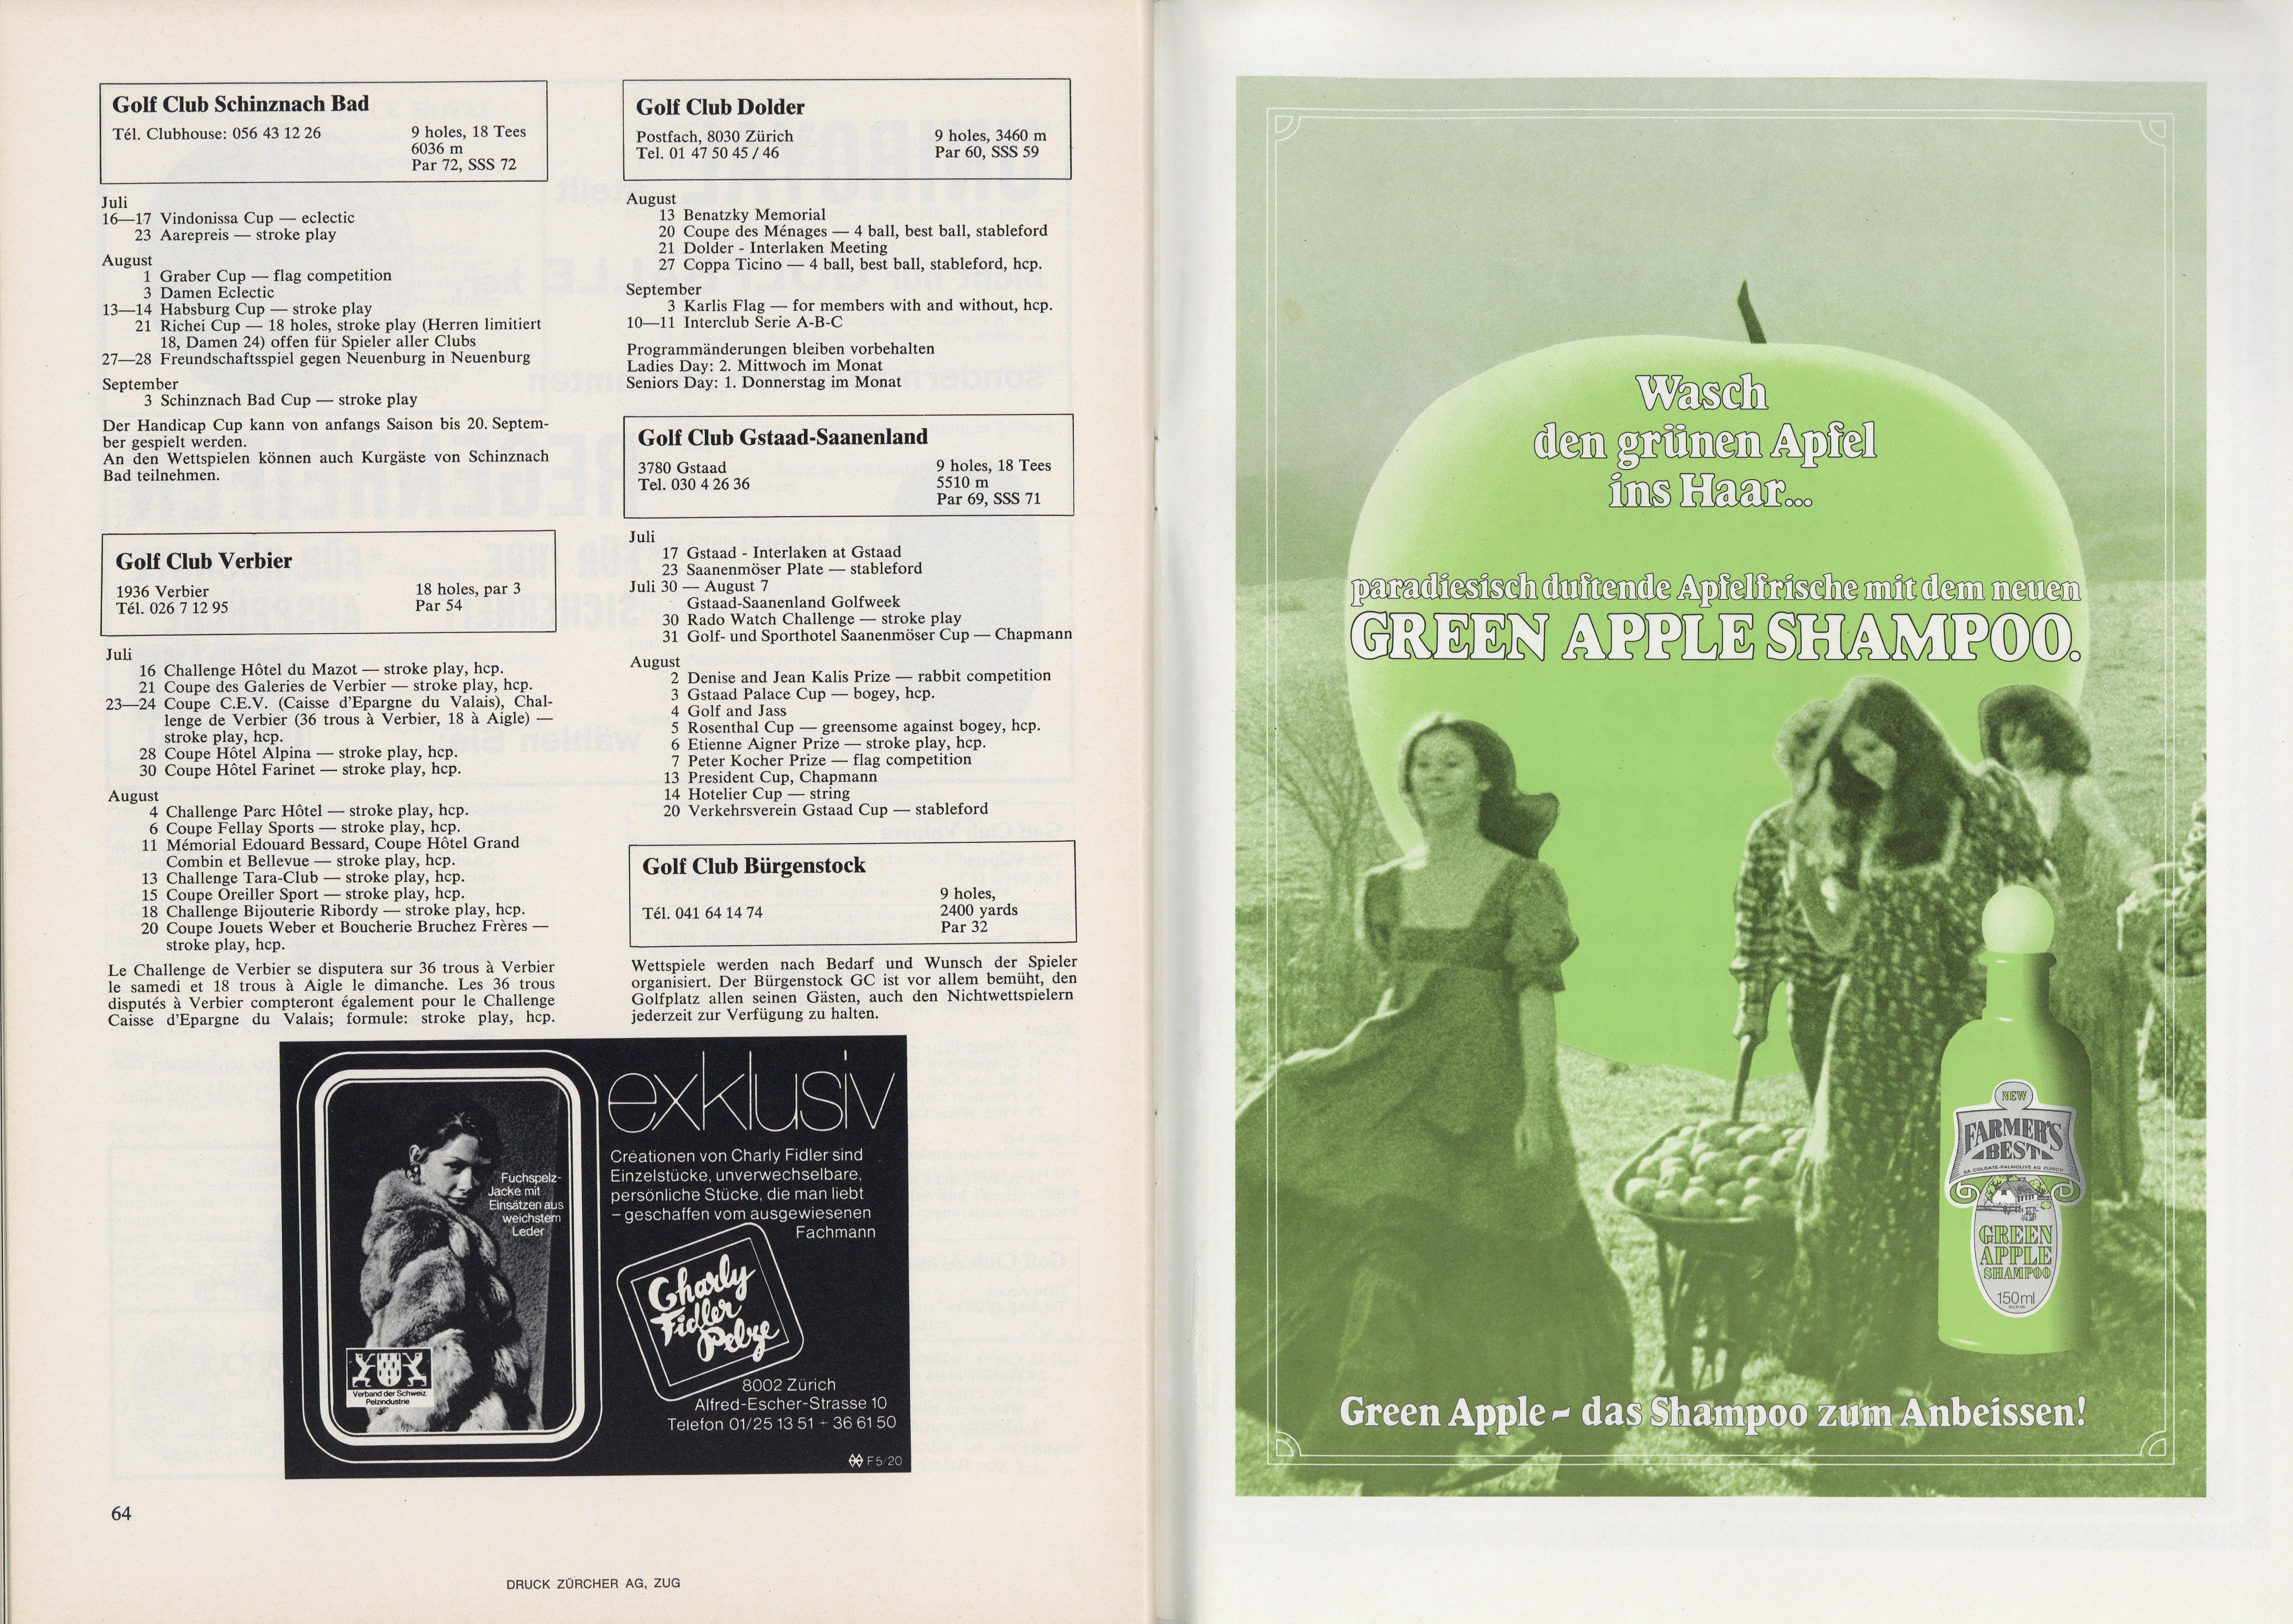 Golf Club Schinznach Bad
Tél. Clubhouse: 056 43 12 26
9 holes, 18 Tees
6036 m
Par 72, SSS 72
Juli
16—17 Vindonissa Cup — eclectic
23 Aarepreis — stroke play
August
1 Graber Cup — flag competition
3 Damen Eclectic
13—14 Habsburg Cup — stroke play
21 Richei Cup — 18 holes, stroke play (Herren limitiert
18, Damen 24) offen für Spieler aller Clubs
27—28 Freundschaftsspiel gegen Neuenburg in Neuenburg
September
3 Schinznach Bad Cup — stroke play
Der Handicap Cup kann von anfangs Saison bis 20. Septem-
ber gespielt werden.
An den Wettspielen können auch Kurgäste von Schinznach
Bad teilnehmen.
Golf Club Verbier
1936 Verbier
Tél. 026 7 12 95
18 holes, par 3
Par 54
Juli
16 Challenge Hôtel du Mazot — stroke play, hcp.
21 Coupe des Galeries de Verbier — stroke play, hcp.
23—24 Coupe C.E.V. (Caisse d'Epargne du Valais), Chal-
lenge de Verbier (36 trous à Verbier, 18 à Aigle) —
stroke play, hcp.
28 Coupe Hôtel Alpina — stroke play, hcp.
30 Coupe Hôtel Farinet — stroke play, hcp.
August
4 Challenge Parc Hôtel — stroke play, hcp.
6 Coupe Fellay Sports — stroke play, hcp.
11 Mémorial Edouard Bessard, Coupe Hôtel Grand
Combin et Bellevue — stroke play, hcp.
13 Challenge Tara-Club — stroke play, hcp.
15 Coupe Oreiller Sport — stroke play, hcp.
18 Challenge Bijouterie Ribordy — stroke play, hcp.
20 Coupe Jouets Weber et Boucherie Bruchez Frères —
stroke play, hcp.
Le Challenge de Verbier se disputera sur 36 trous à Verbier
le samedi et 18 trous à Aigle le dimanche. Les 36 trous
disputés à Verbier compteront également pour le Challenge
Caisse d'Epargne du Valais; formule: stroke play, hcp.
Golf Club Dolder
Postfach, 8030 Zürich
Tel. 01 47 50 45 / 46
9 holes, 3460 m
Par 60, SSS 59
August
13 Benatzky Memorial
20 Coupe des Ménages — 4 ball, best ball, stableford
21 Dolder - Interlaken Meeting
27 Coppa Ticino — 4 ball, best ball, stableford, hcp.
September
3 Karlis Flag — for members with and without, hcp.
10—11 Interclub Serie A-B-C
Programmänderungen bleiben vorbehalten
Ladies Day: 2. Mittwoch im Monat
Seniors Day: 1. Donnerstag im Monat
Golf Club Gstaad-Saanenland
3780 Gstaad
Tel. 030 4 26 36
9 holes, 18 Tees
5510 m
Par 69, SSS 71
Juli
17 Gstaad - Interlaken at Gstaad
23 Saanenmöser Plate — stableford
Juli 30 — August 7
Gstaad-Saanenland Golfweek
30 Rado Watch Challenge — stroke play
31 Golf- und Sporthotel Saanenmöser Cup — Chapmann
August
2 Denise and Jean Kalis Prize — rabbit competition
3 Gstaad Palace Cup — bogey, hcp.
4 Golf and Jass
5 Rosenthal Cup — greensome against bogey, hcp.
6 Etienne Aigner Prize — stroke play, hcp.
7 Peter Kocher Prize — flag competition
13 President Cup, Chapmann
14 Hotelier Cup — string
20 Verkehrsverein Gstaad Cup — stableford
Golf Club Bürgenstock
Tél. 041 64 14 74
9 holes,
2400 yards
Par 32
Wettspiele werden nach Bedarf und Wunsch der Spieler
organisiert. Der Bürgenstock GC ist vor allem bemüht, den
Golfplatz allen seinen Gästen, auch den Nichtwettspielern
jederzeit zur Verfügung zu halten.
exklusiv
Créationen von Charly Fidler sind
Einzelstücke, unverwechselbare,
persönliche Stücke, die man liebt
– geschaffen vom ausgewiesenen
Fachmann
Fuchspelz-
Jacke mit
Einsätzen aus
weichstem
Leder
Charly
Fidler
Pelze
Verband der Schweiz.
Pelzindustrie
8002 Zürich
Alfred-Escher-Strasse 10
Telefon 01/25 13 51 + 36 61 50
F 5/20
64
DRUCK ZÜRCHER AG, ZUG
Wasch
den grünen Apfel
ins Haar...
paradiesisch duftende Apfelfrische mit dem neuen
GREEN APPLE SHAMPOO.
NEW
FARMER'S
BEST
SA COLGATE-PALMOLIVE AG ZÜRICH
GREEN
APPLE
SHAMPOO
150ml
Green Apple - das Shampoo zum Anbeissen!